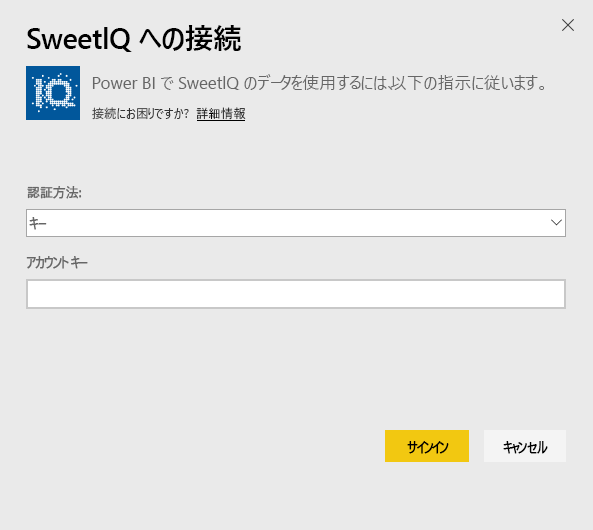 SweetIQ への接続
IQ
Power BI で SweetIQ のデータを使用するには、以下の指示に従います。
接続にお困りですか? 詳細情報
認証方法:
キー
アカウント キー
サインイン キャンセル